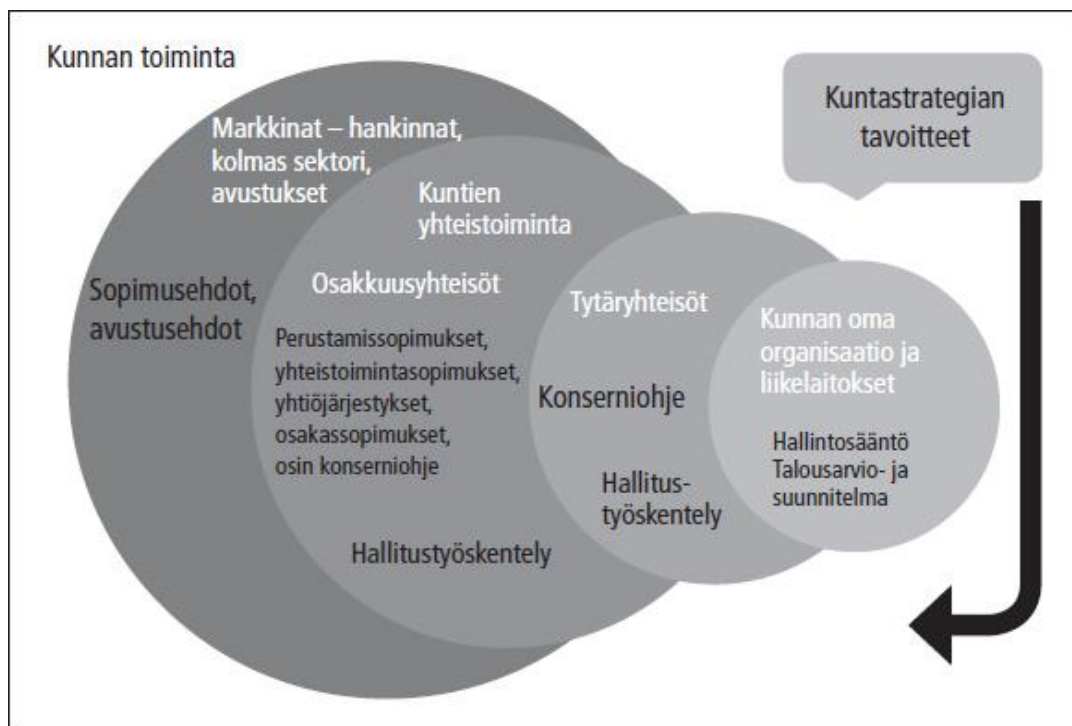 Kunnan toiminta
Kuntastrategian
tavoitteet
Markkinat – hankinnat,
kolmas sektori,
avustukset
Sopimusehdot,
avustusehdot
Kuntien
yhteistoiminta
Osakkuusyhteisöt
Perustamissopimukset,
yhteistoimintasopimukset,
yhtiöjärjestykset,
osakassopimukset,
osin konserniohje
Hallitustyöskentely
Tytäryhteisöt
Konserniohje
Hallitus-
työskentely
Kunnan oma
organisaatio ja
liikelaitokset
Hallintosääntö
Talousarvio- ja
suunnitelma